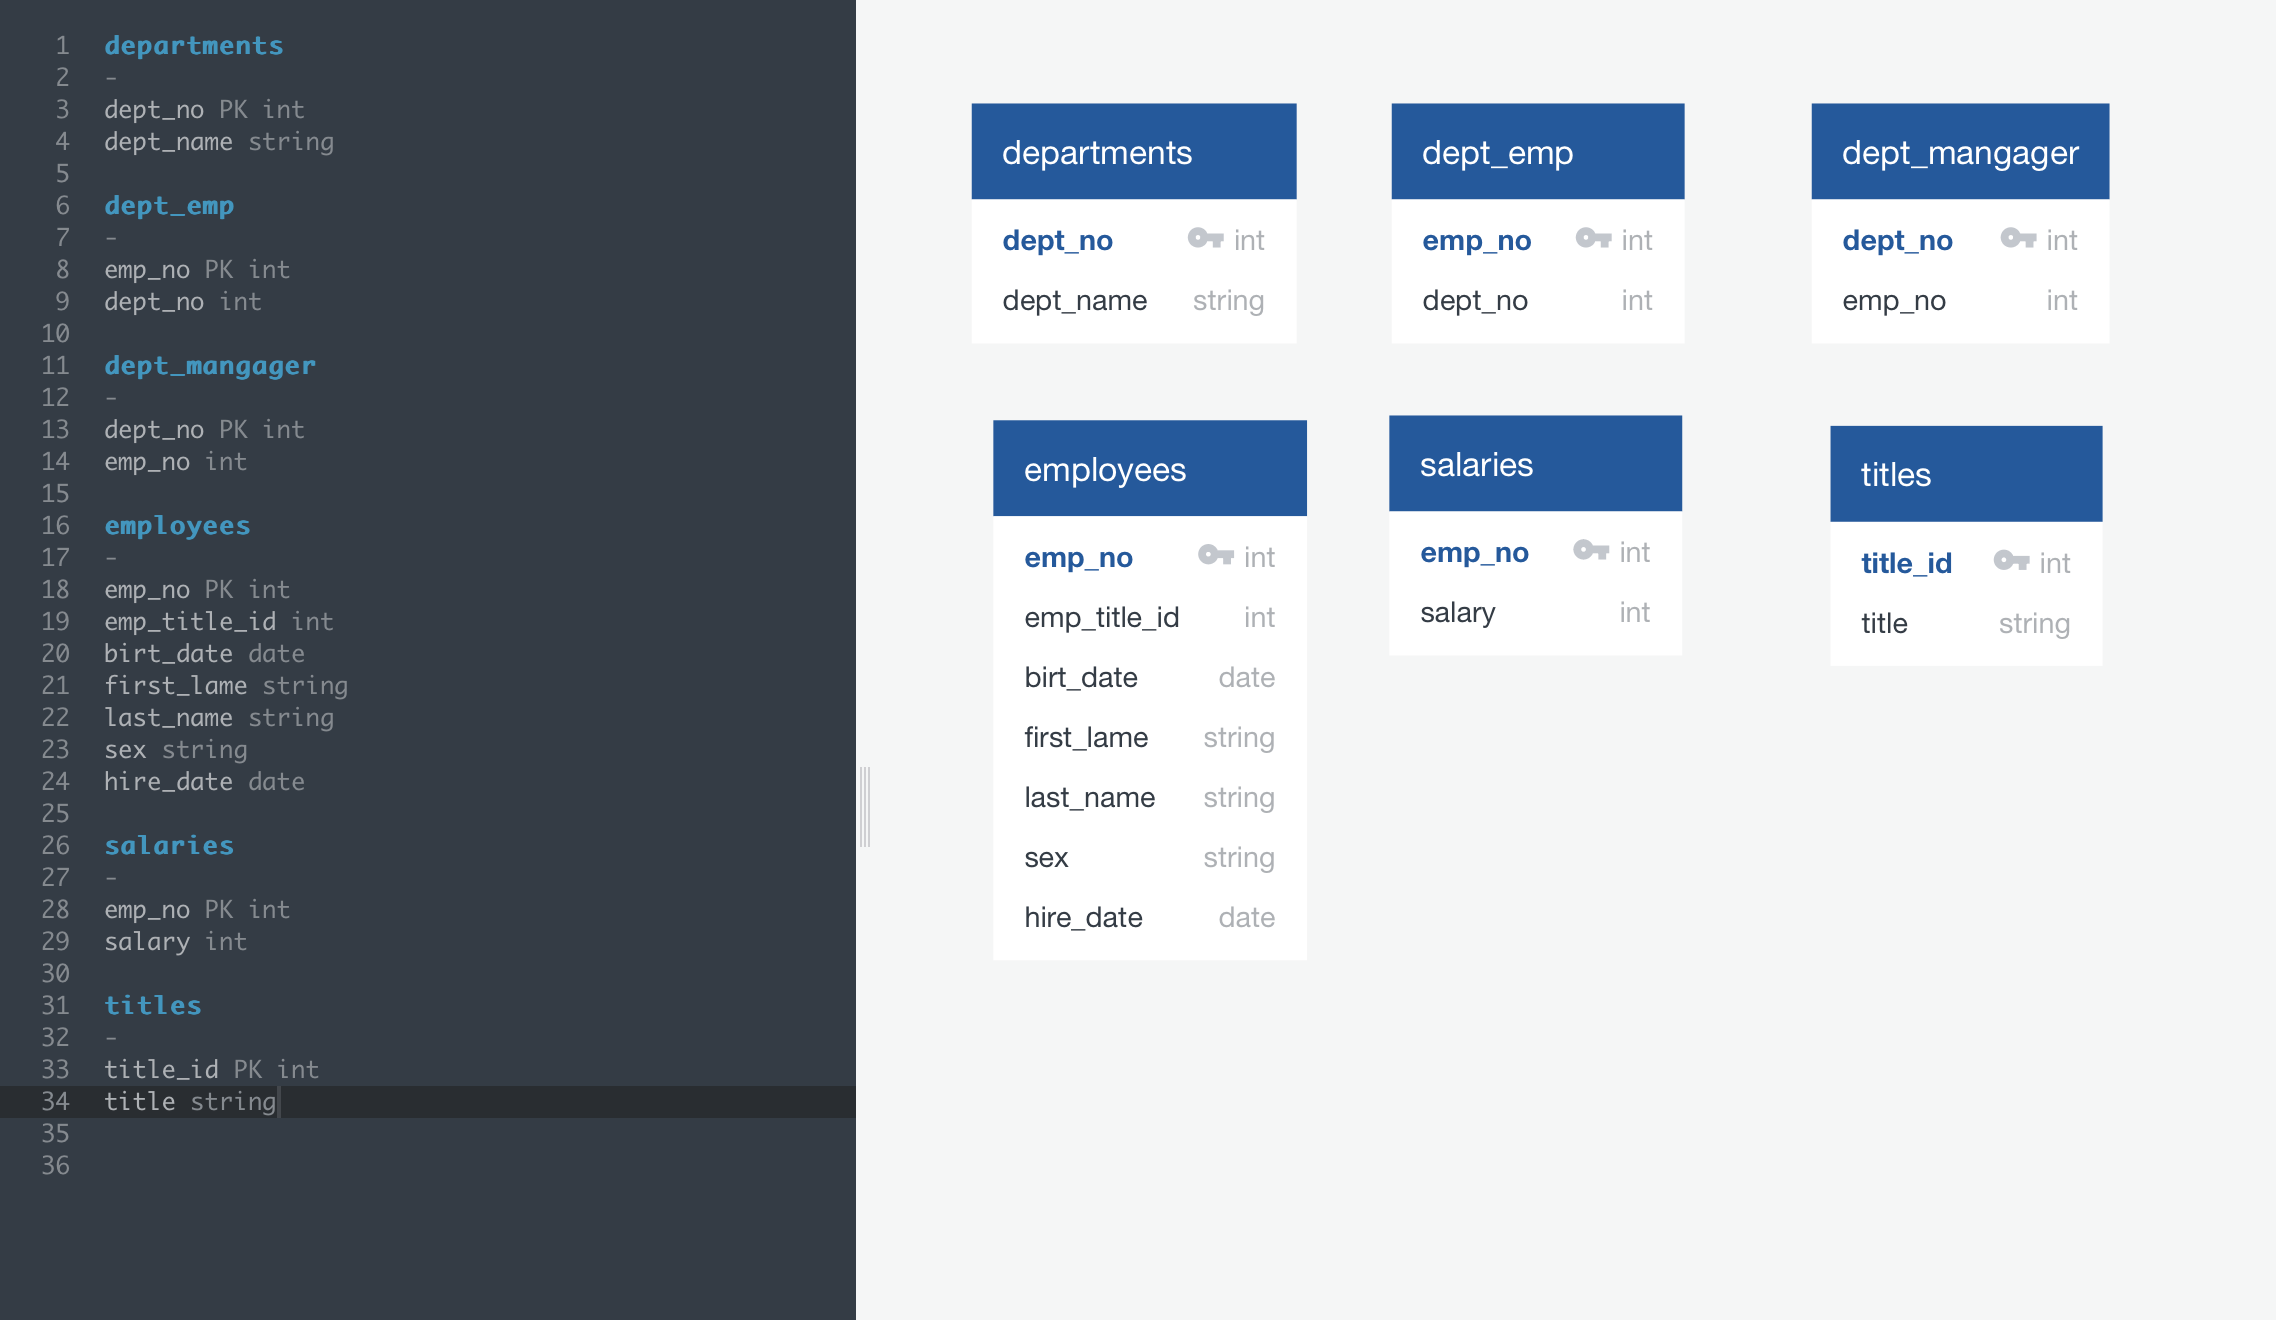 1 departments
2 -
3 dept_no PK int
4 dept_name string
5
6 dept_emp
7 -
8 emp_no PK int
9 dept_no int
10
11 dept_mangager
12 -
13 dept_no PK int
14 emp_no int
15
16 employees
17 -
18 emp_no PK int
19 emp_title_id int
20 birt_date date
21 first_lame string
22 last_name string
23 sex string
24 hire_date date
25
26 salaries
27 -
28 emp_no PK int
29 salary int
30
31 titles
32 -
33 title_id PK int
34 title string
35
36
departments
dept_no int
dept_name string
dept_emp
emp_no int
dept_no int
dept_mangager
dept_no int
emp_no int
employees
emp_no int
emp_title_id int
birt_date date
first_lame string
last_name string
sex string
hire_date date
salaries
emp_no int
salary int
titles
title_id int
title string